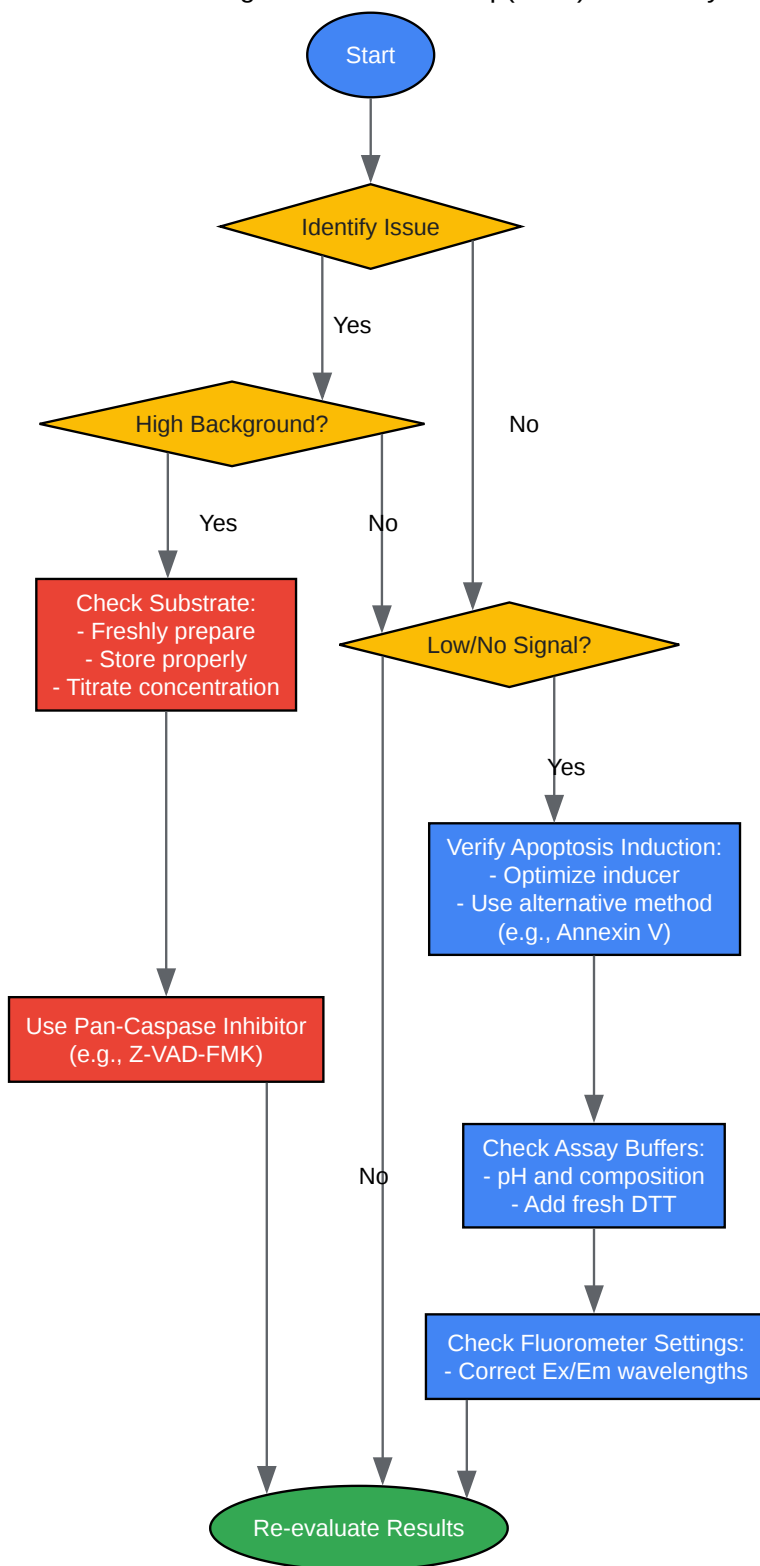 Start
Identify Issue
Yes
High Background?
No
Yes
No
Check Substrate:
- Freshly prepare
- Store properly
- Titrate concentration
Low/No Signal?
Yes
Verify Apoptosis Induction:
- Optimize inducer
- Use alternative method
(e.g., Annexin V)
Use Pan-Caspase Inhibitor
(e.g., Z-VAD-FMK)
Check Assay Buffers:
- pH and composition
- Add fresh DTT
No
Check Fluorometer Settings:
- Correct Ex/Em wavelengths
Re-evaluate Results